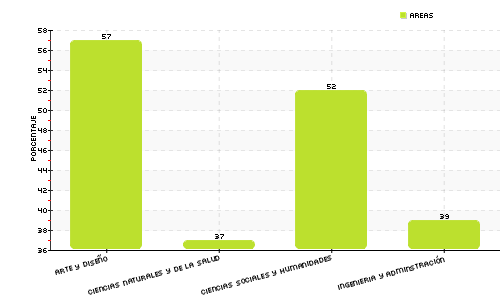 AREAS
58
56
54
52
50
48
46
44
42
40
38
36
PORCENTAJE
57
37
52
39
ARTE Y DISEÑO
CIENCIAS NATURALES Y DE LA SALUD
CIENCIAS SOCIALES Y HUMANIDADES
INGENIERIA Y ADMINSTRACIÓN